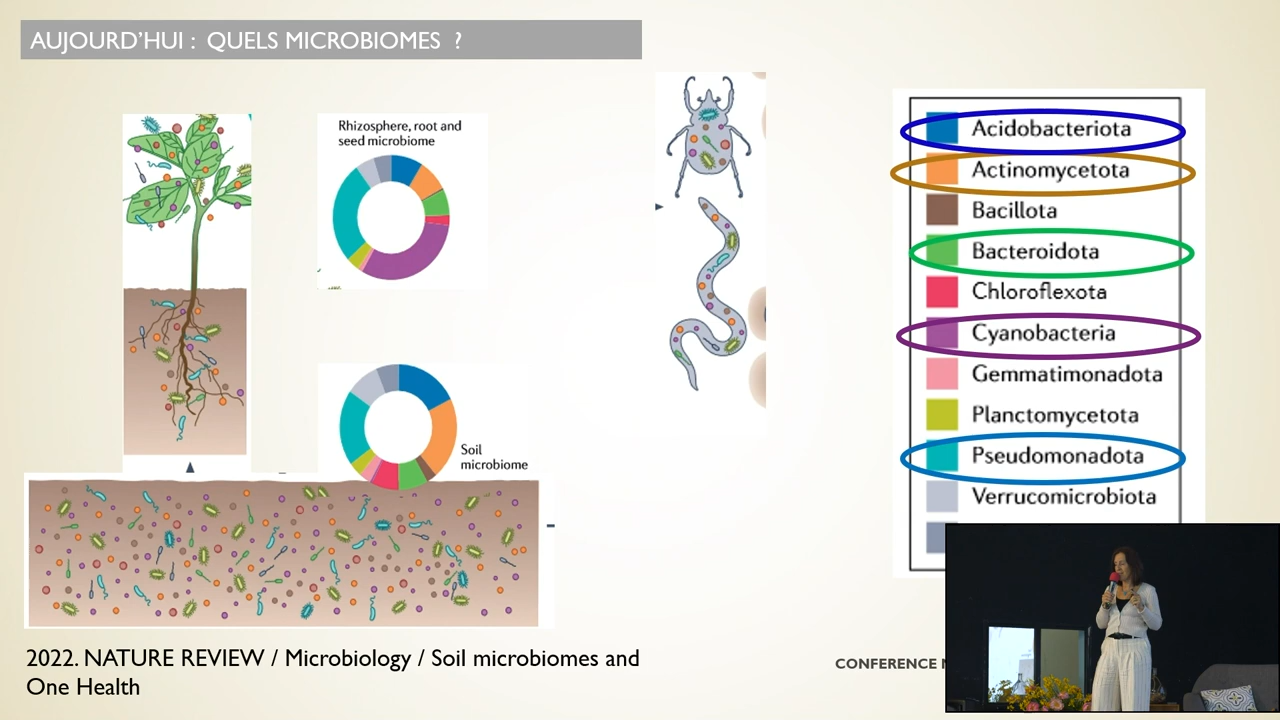 AUJOURD'HUI : QUELS MICROBIOMES ?
Rhizosphere, root and
seed microbiome
Soil
microbiome
Acidobacteriota
Actinomycetota
Bacillota
Bacteroidota
Chloroflexota
Cyanobacteria
Gemmatimonadota
Planctomycetota
Pseudomonadota
Verrucomicrobiota
2022. NATURE REVIEW / Microbiology / Soil microbiomes and
One Health
CONFERENCE